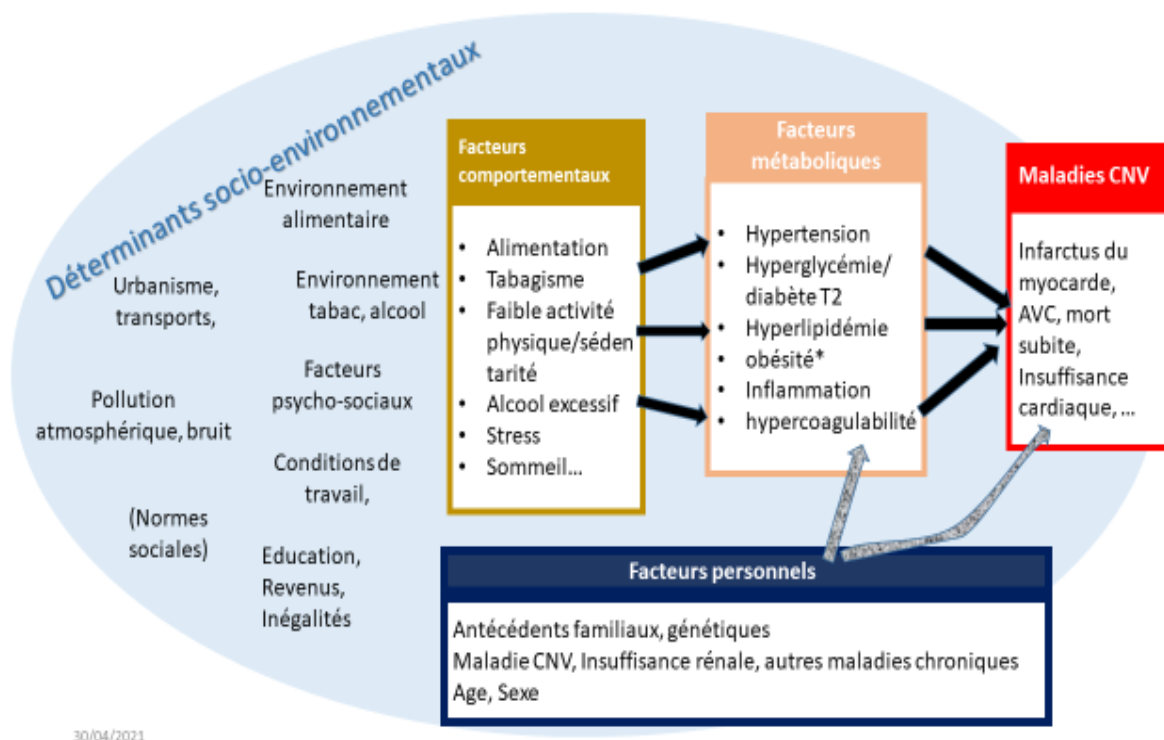 Déterminants socio-environnementaux
Environnement
alimentaire
Urbanisme,
transports,
Environnement
tabac, alcool
Facteurs
psycho-sociaux
Pollution
atmosphérique, bruit
Conditions de
travail,
(Normes
sociales)
Education,
Revenus,
Inégalités
Facteurs
comportementaux
• Alimentation
• Tabagisme
• Faible activité
physique/séden
tarité
• Alcool excessif
• Stress
• Sommeil...
Facteurs
métaboliques
• Hypertension
• Hyperglycémie/
diabète T2
• Hyperlipidémie
• obésité*
• Inflammation
• hypercoagulabilité
Maladies CNV
Infarctus du
myocarde,
AVC, mort
subite,
Insuffisance
cardiaque, ...
Facteurs personnels
Antécédents familiaux, génétiques
Maladie CNV, Insuffisance rénale, autres maladies chroniques
Age, Sexe
30/04/2021